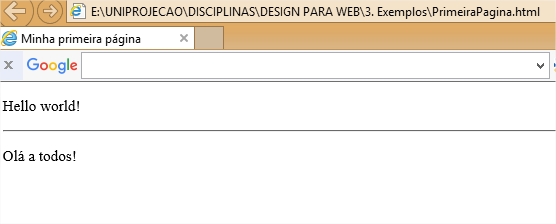 E:\UNIPROJECAO\DISCIPLINAS\DESIGN PARA WEB\3. Exemplos\PrimeiraPagina.html
Minha primeira página
x Google
Hello world!
Olá a todos!